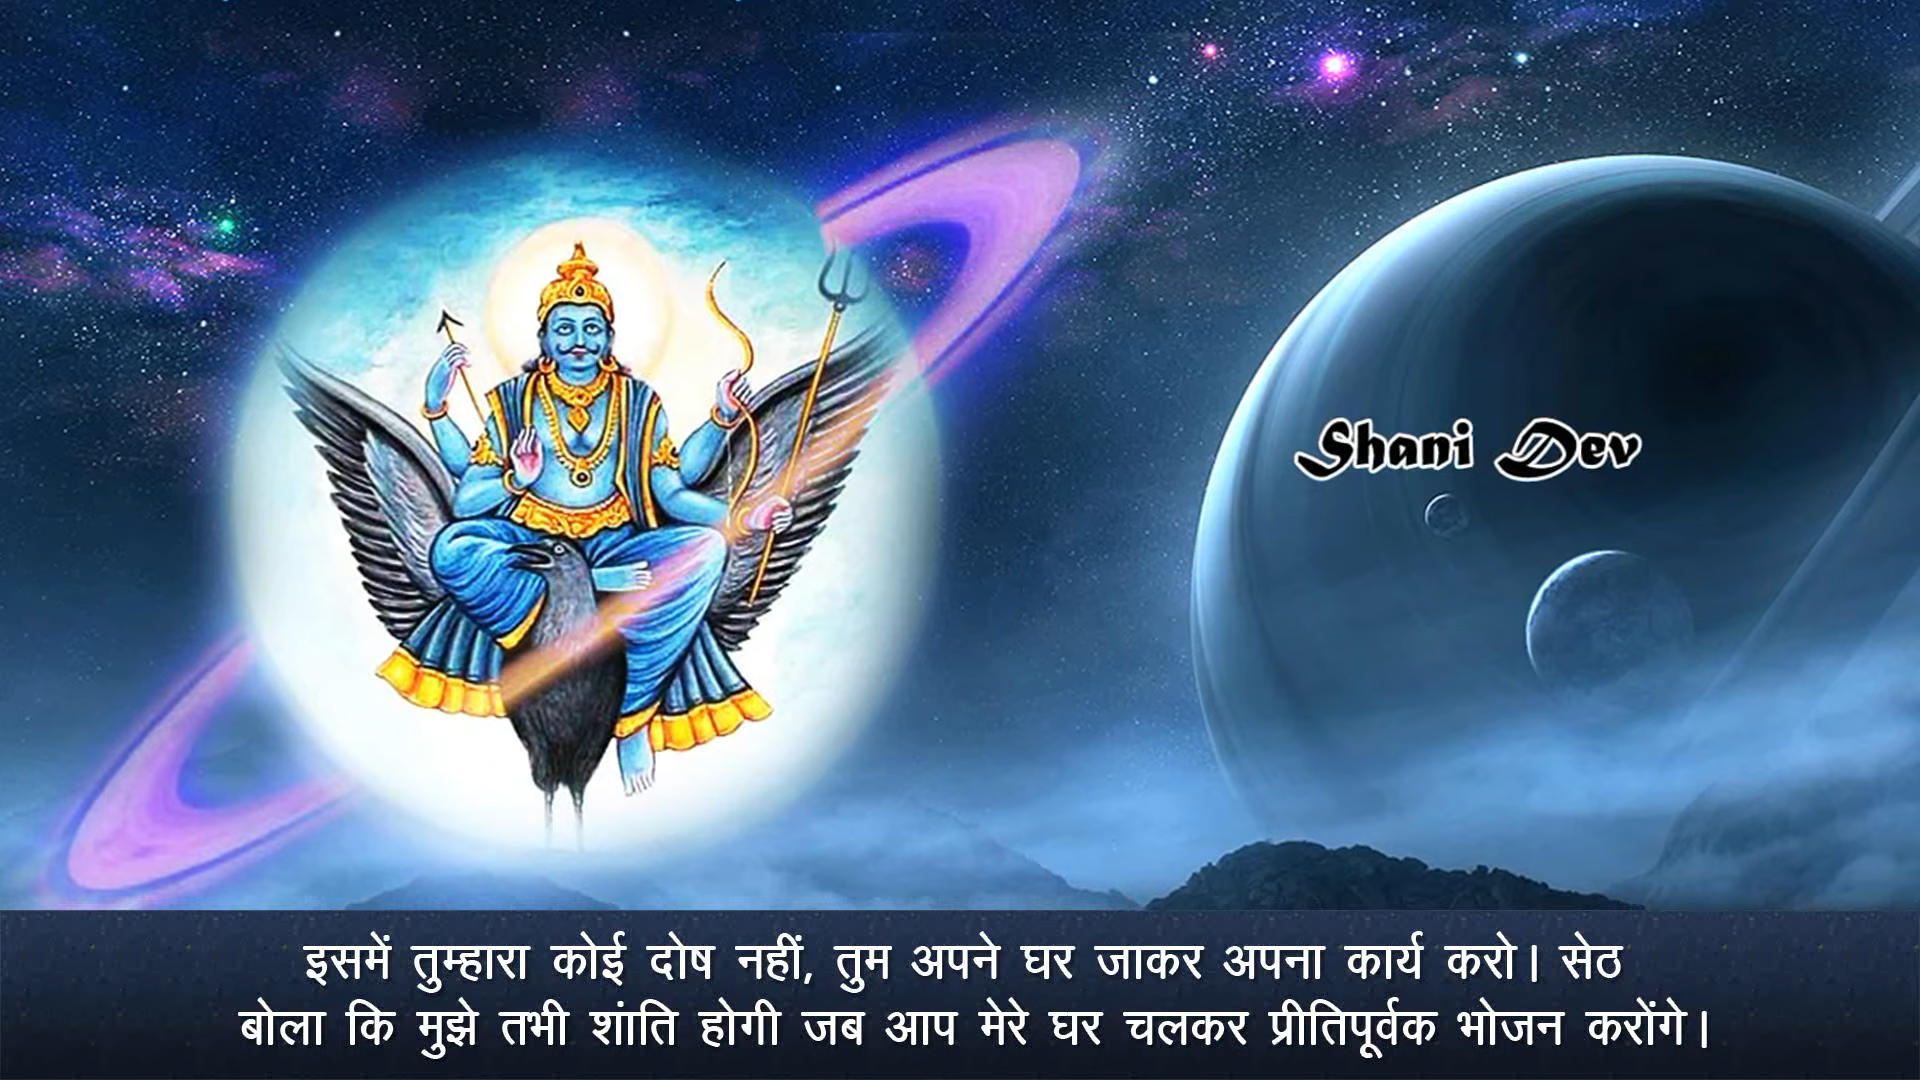 Shani Dev
इसमें तुम्हारा कोई दोष नहीं, तुम अपने घर जाकर अपना कार्य करो। सेठ
बोला कि मुझे तभी शांति होगी जब आप मेरे घर चलकर प्रीतिपूर्वक भोजन करोंगे।